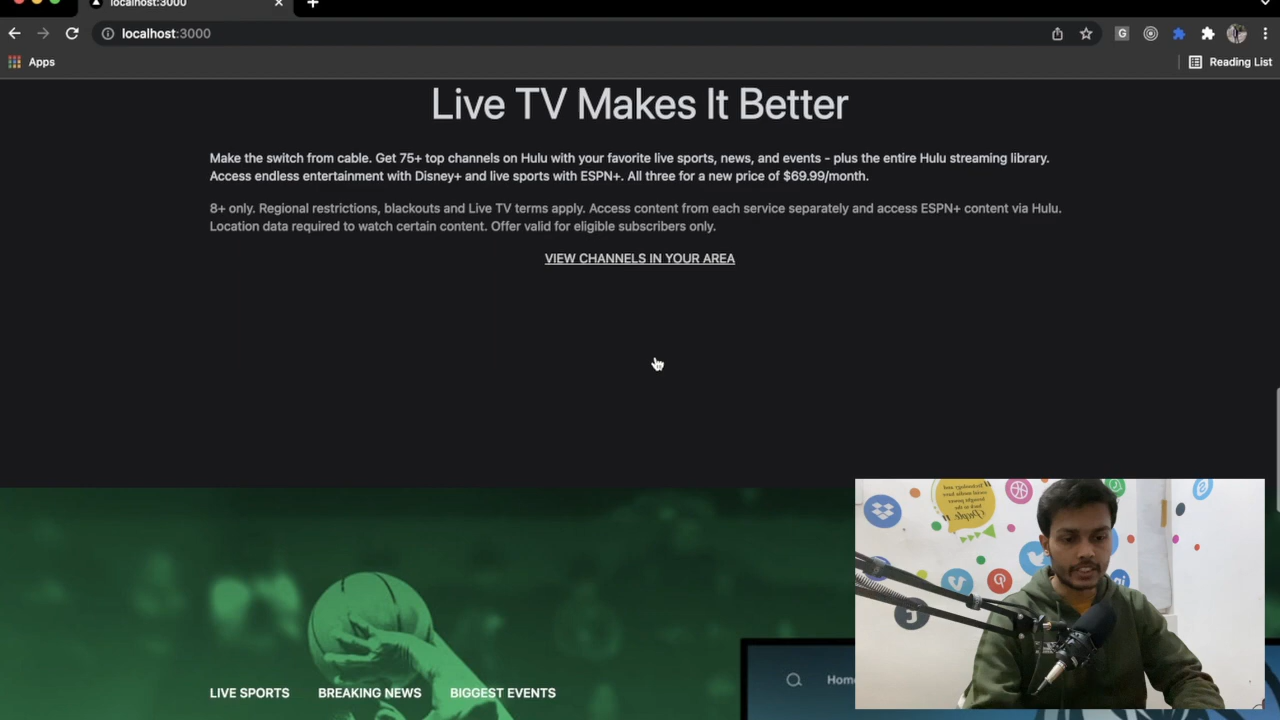 localhost:3000
localhost:3000
G
Apps
Reading List
Live TV Makes It Better
Make the switch from cable. Get 75+ top channels on Hulu with your favorite live sports, news, and events - plus the entire Hulu streaming library.
Access endless entertainment with Disney+ and live sports with ESPN+. All three for a new price of $69.99/month.
8+ only. Regional restrictions, blackouts and Live TV terms apply. Access content from each service separately and access ESPN+ content via Hulu.
Location data required to watch certain content. Offer valid for eligible subscribers only.
VIEW CHANNELS IN YOUR AREA
LIVE SPORTS
BREAKING NEWS
BIGGEST EVENTS